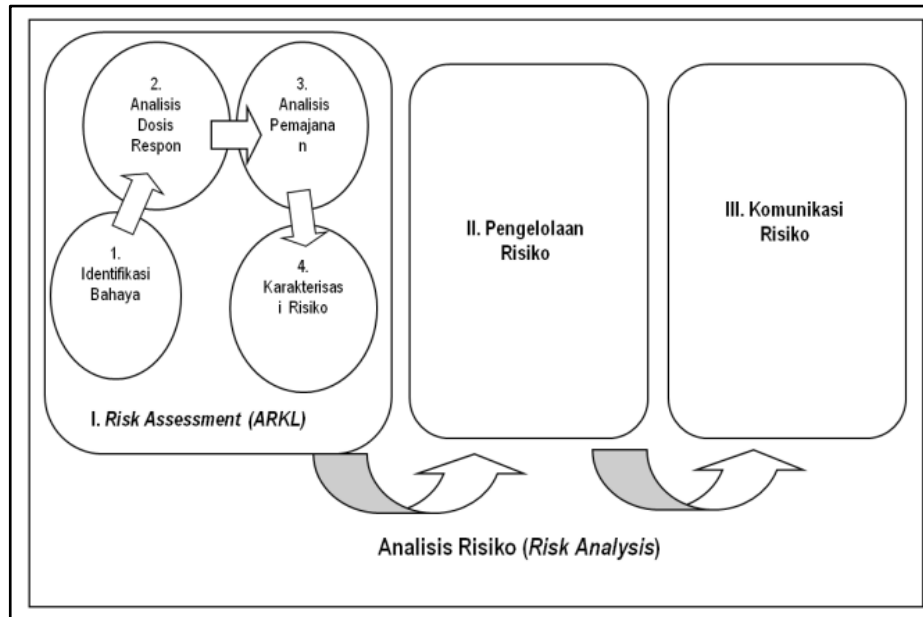 1.
Identifikasi
Bahaya
2.
Analisis
Dosis
Respon
3.
Analisis
Pemajana
n
4.
Karakterisas
i Risiko
I. Risk Assessment (ARKL)
II. Pengelolaan
Risiko
III. Komunikasi
Risiko
Analisis Risiko (Risk Analysis)